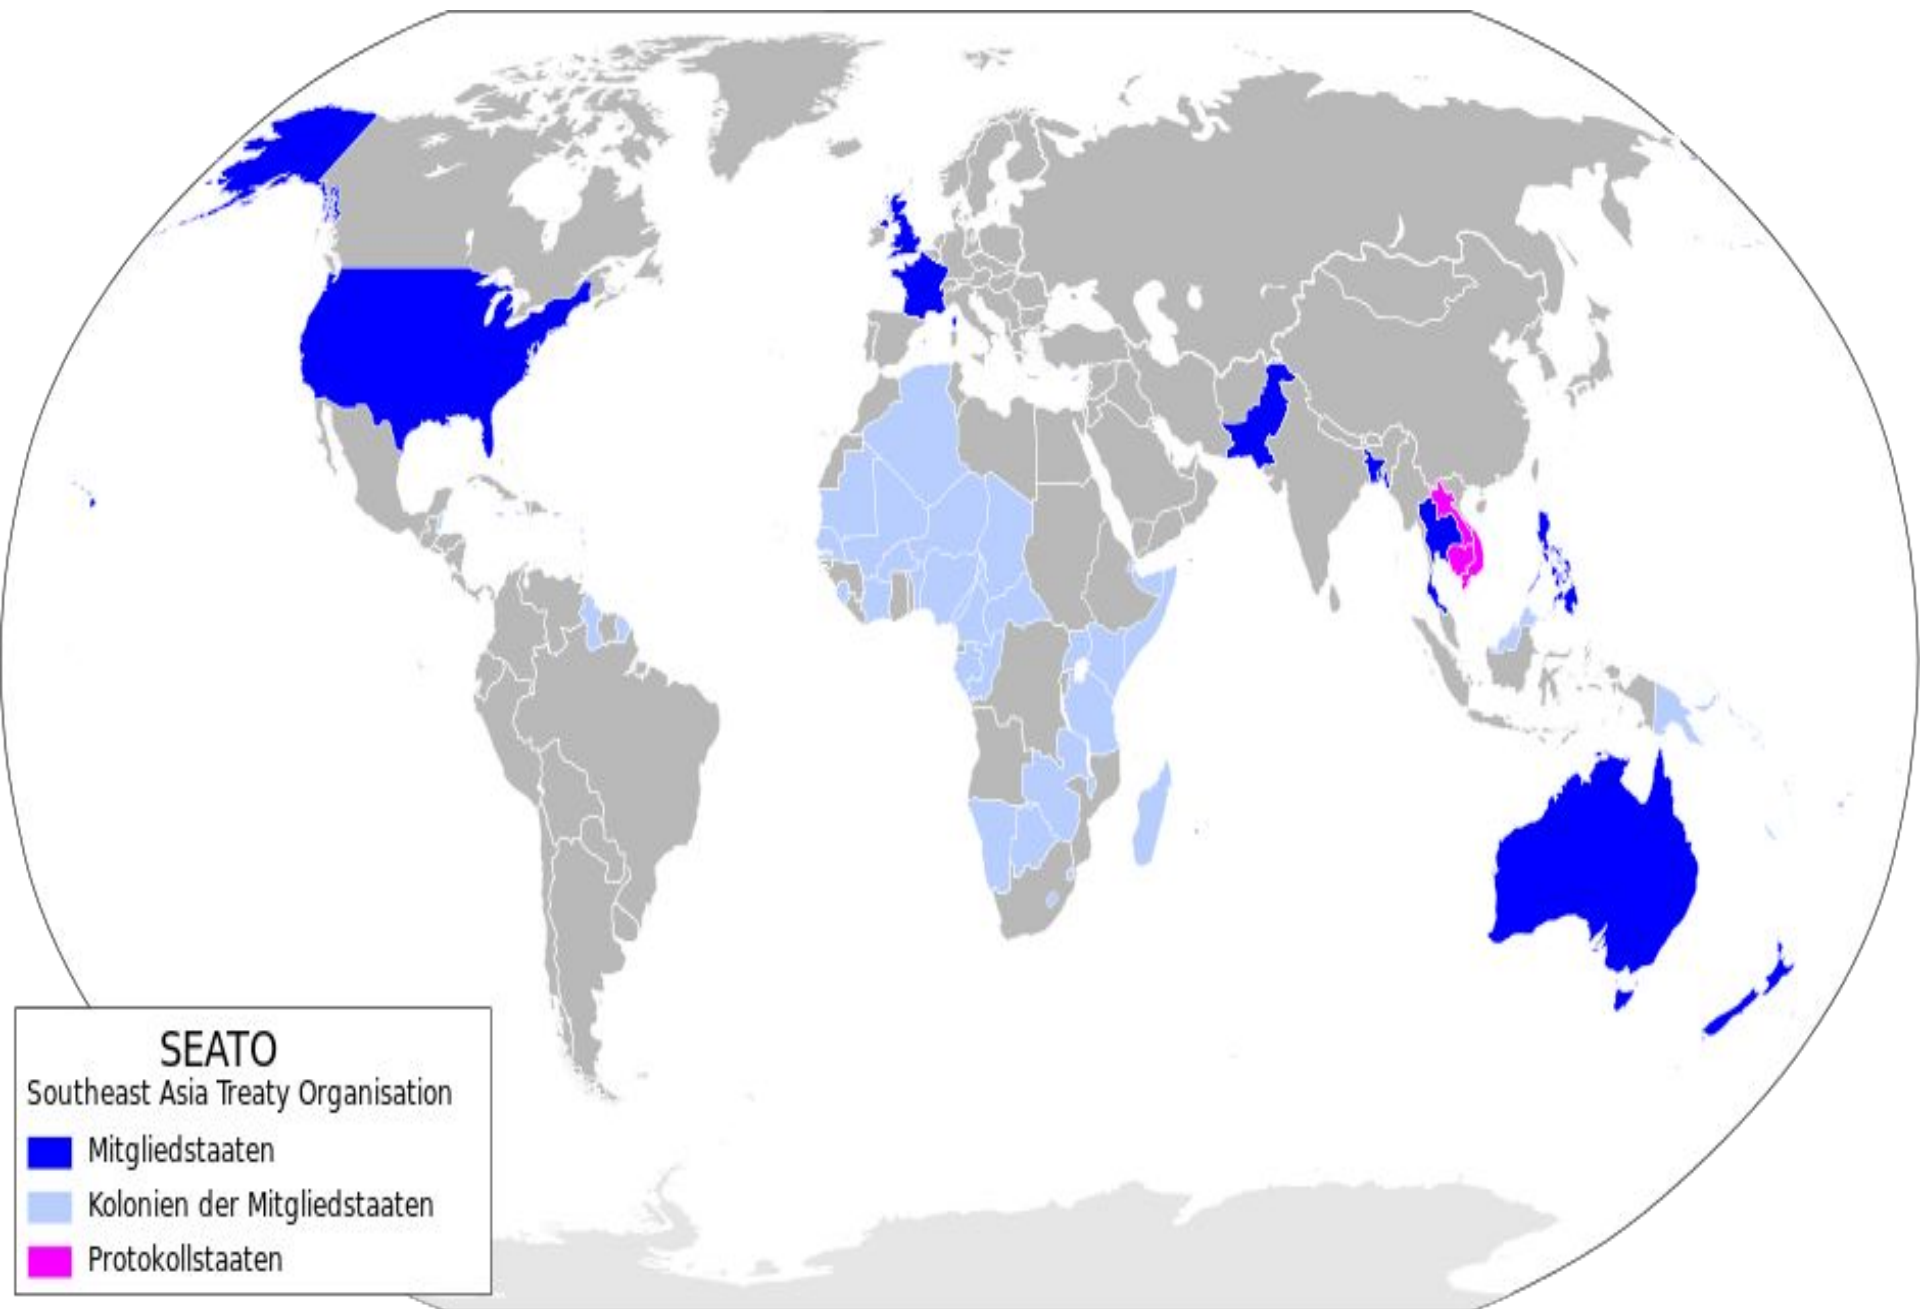 SEATO
Southeast Asia Treaty Organisation
Mitgliedstaaten
Kolonien der Mitgliedstaaten
Protokollstaaten